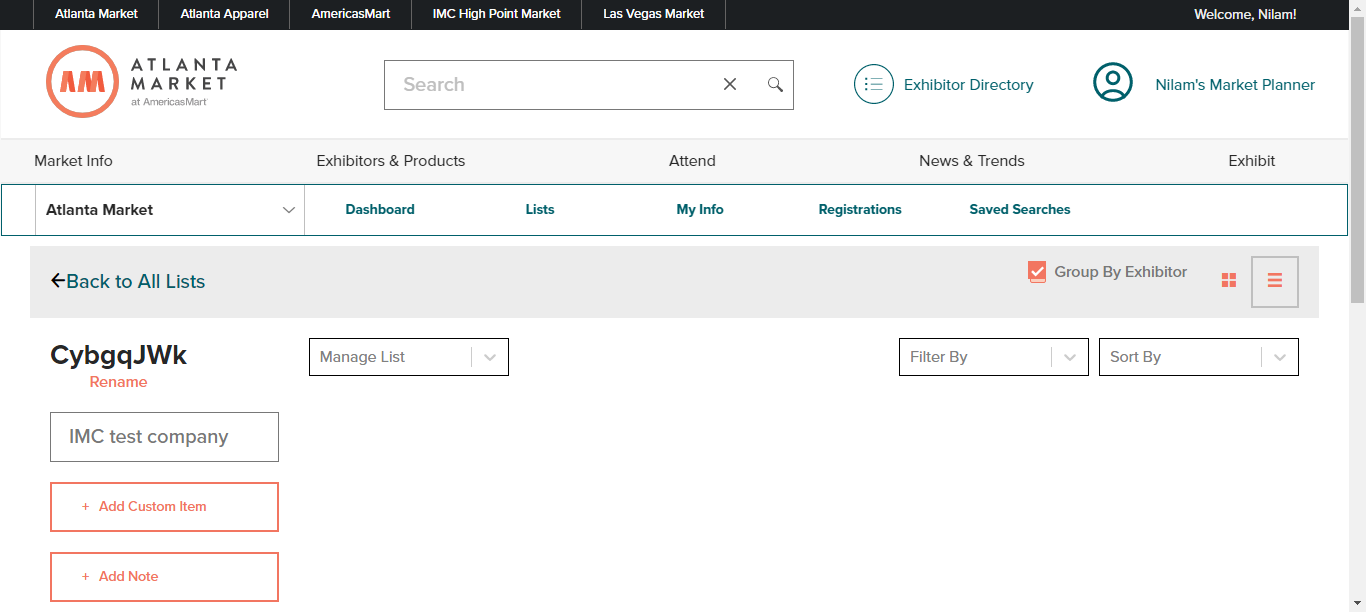 Atlanta Market Atlanta Apparel AmericasMart IMC High Point Market Las Vegas Market Welcome, Nilam!
AM ATLANTA
MARKET
at AmericasMart
Search
Exhibitor Directory
Nilam's Market Planner
Market Info Exhibitors & Products Attend News & Trends Exhibit
Atlanta Market Dashboard Lists My Info Registrations Saved Searches
Back to All Lists Group By Exhibitor
CybgqJWk Manage List Filter By Sort By
Rename
IMC test company
+ Add Custom Item
+ Add Note